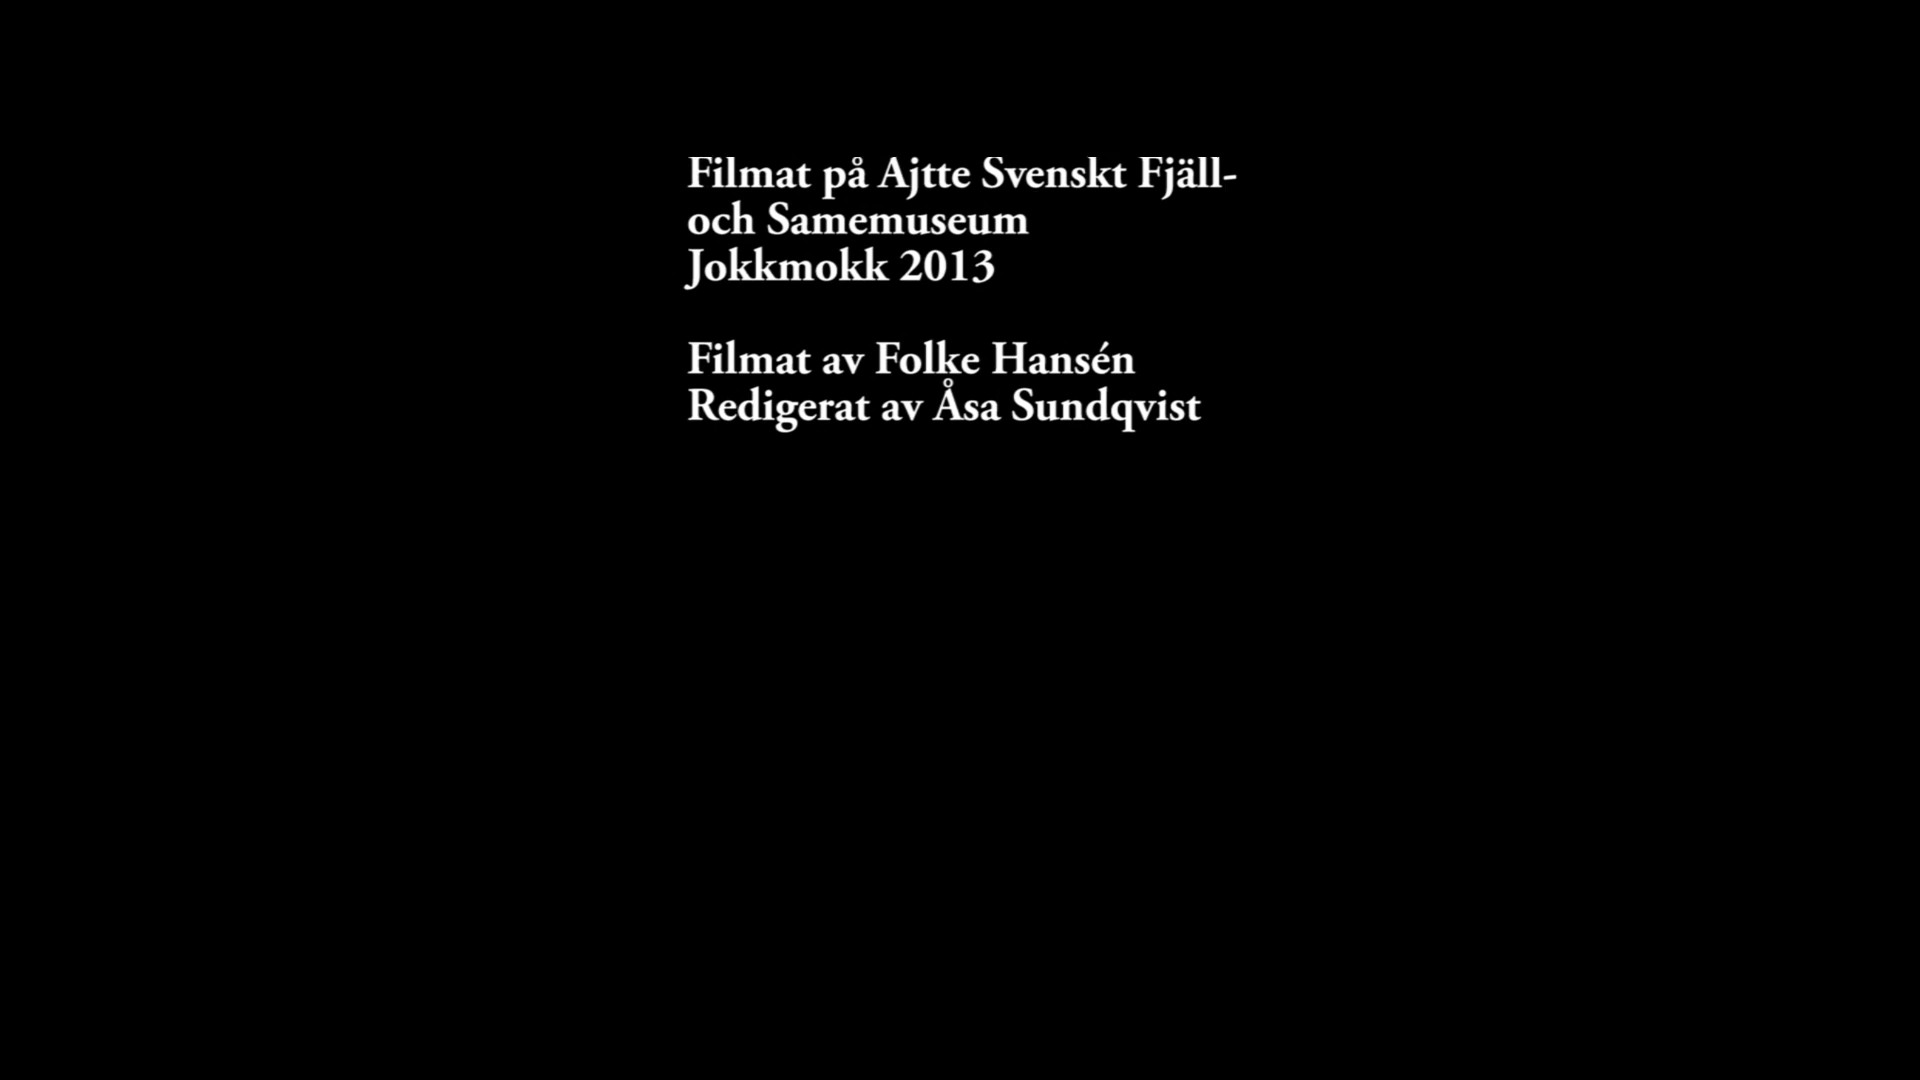 Filmat på Ajtte Svenskt Fjäll-
och Samemuseum
Jokkmokk 2013
Filmat av Folke Hansén
Redigerat av Åsa Sundqvist